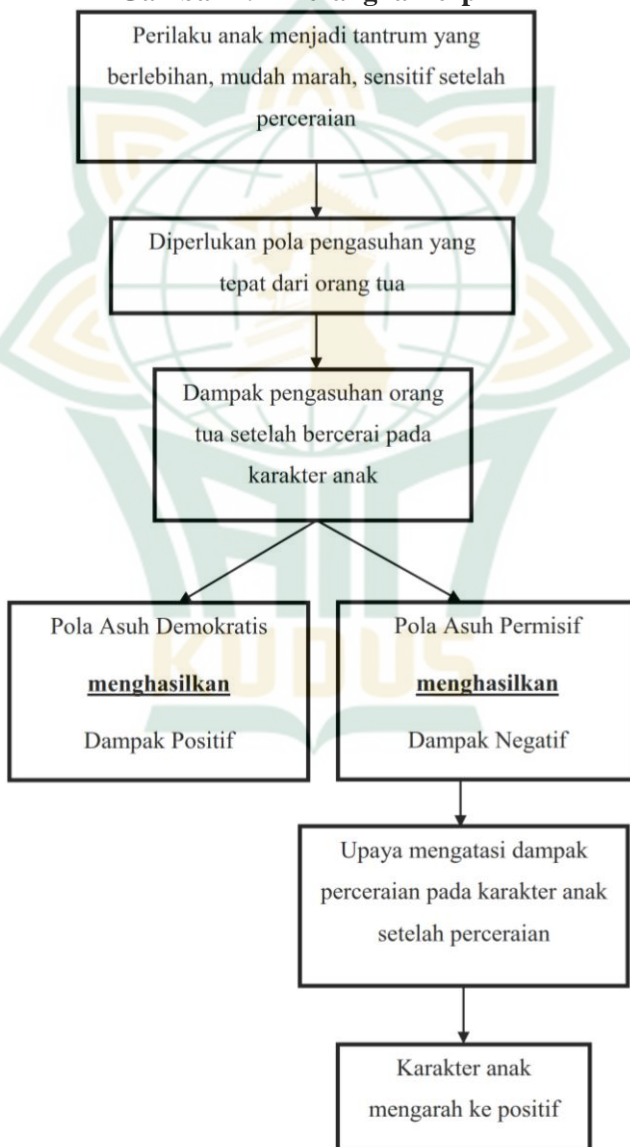 Perilaku anak menjadi tantrum yang
berlebihan, mudah marah, sensitif setelah
perceraian
Diperlukan pola pengasuhan yang
tepat dari orang tua
Dampak pengasuhan orang
tua setelah bercerai pada
karakter anak
Pola Asuh Demokratis
menghasilkan
Dampak Positif
Pola Asuh Permisif
menghasilkan
Dampak Negatif
KUDUS
Upaya mengatasi dampak
perceraian pada karakter anak
setelah perceraian
Karakter anak
mengarah ke positif